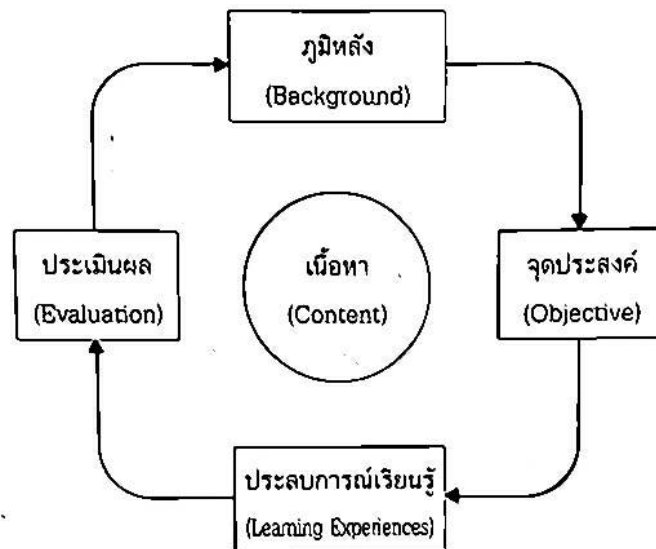 ภูมิหลัง
(Background)
ประเมินผล
(Evaluation)
เนื้อหา
(Content)
จุดประสงค์
(Objective)
ประลบการณ์เรียนรู้
(Learning Experiences)